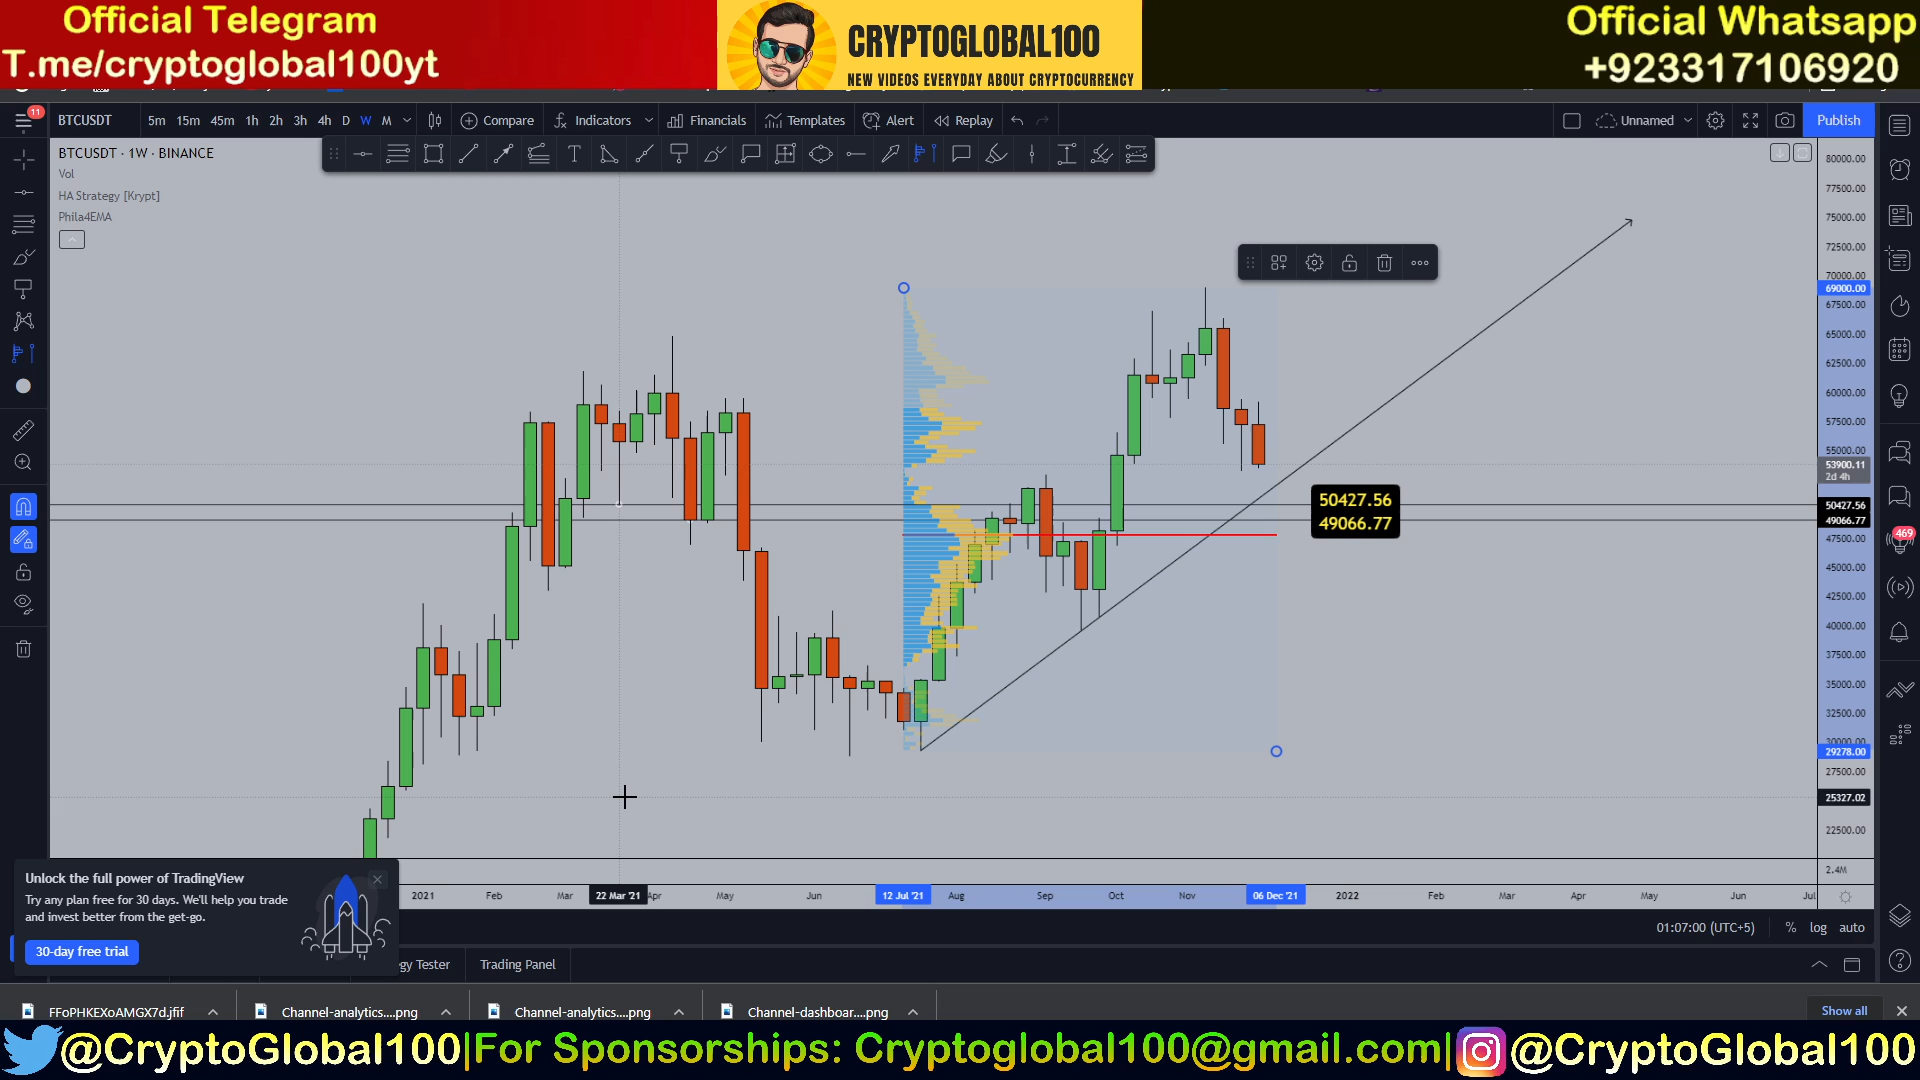 Official Telegram
T.me/cryptoglobal100yt
CRYPTOGLOBAL100
NEW VIDEOS EVERYDAY ABOUT CRYPTOCURRENCY
Official Whatsapp
+923317106920
11
BTCUSDT 5m 15m 45m 1h 2h 3h 4h D W M Compare Indicators Financials Templates Alert Replay Unnamed Publish
BTCUSDT · 1W · BINANCE
Vol
HA Strategy [Krypt]
Phila4EMA
80000.00
77500.00
75000.00
72500.00
70000.00
69000.00
67500.00
65000.00
62500.00
60000.00
57500.00
55000.00
53900.11
2d 4h
50427.56
49066.77
50427.56
49066.77
47500.00
469
45000.00
42500.00
40000.00
37500.00
35000.00
32500.00
30000.00
29278.00
27500.00
25327.02
22500.00
2.4M
2021 Feb Mar 22 Mar '21 Apr May Jun 12 Jul '21 Aug Sep Oct Nov 06 Dec '21 2022 Feb Mar Apr May Jun Jul
Unlock the full power of TradingView
Try any plan free for 30 days. We'll help you trade
and invest better from the get-go.
30-day free trial
01:07:00 (UTC+5) % log auto
gy Tester Trading Panel
FFoPHKEXoAMGX7d.jfif Channel-analytics....png Channel-analytics....png Channel-dashboar....png Show all
@CryptoGlobal100|For Sponsorships: Cryptoglobal100@gmail.com| @CryptoGlobal100